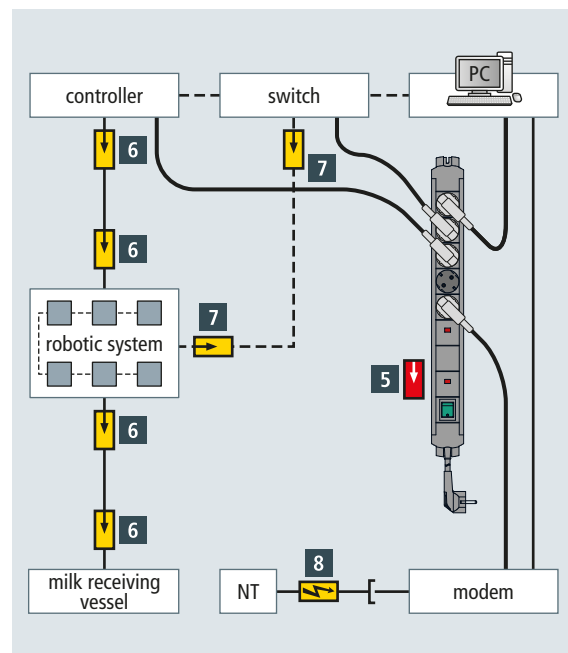 PC
controller
switch
6
7
6
7
robotic system
5
6
6
8
milk receiving
vessel
NT
modem